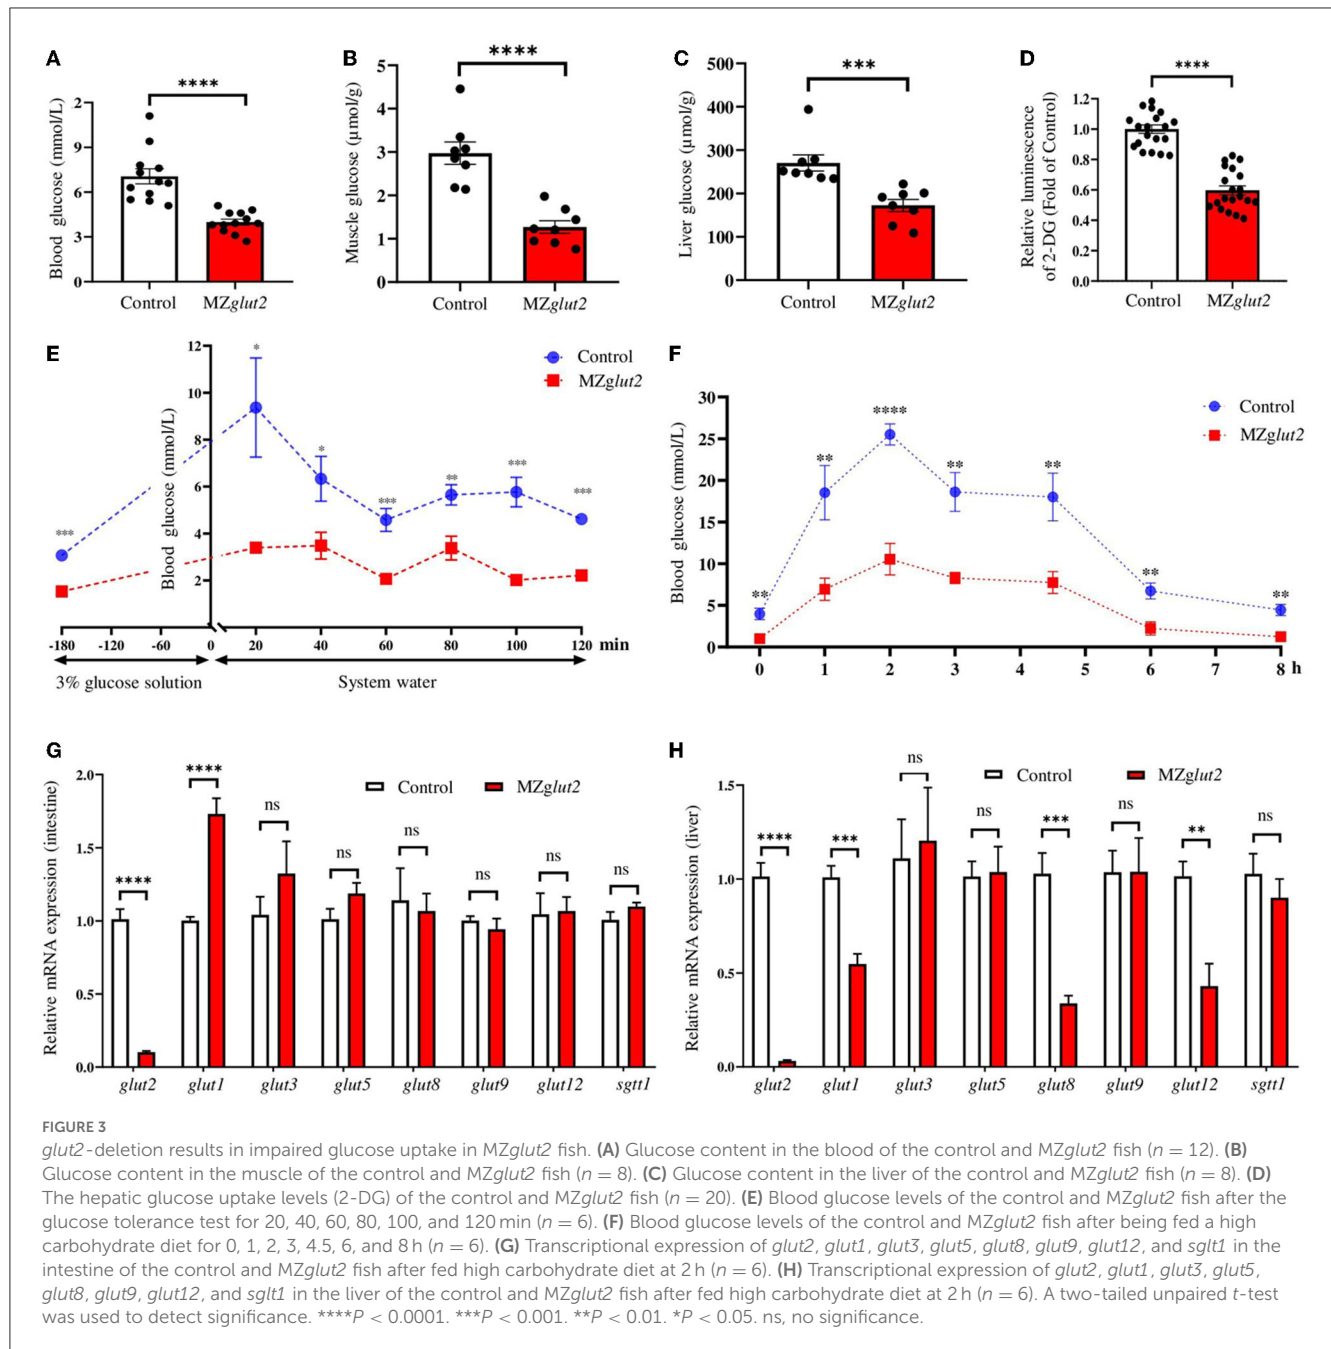 A
****
Blood glucose (mmol/L)
.2
9
6
3
0
Control
MZglut2
B
****
Muscle glucose (μmol/g)
5
4
3
2
1
0
Control
MZglut2
C
***
Liver glucose (μmol/g)
500
400
300
200
100
0
Control
MZglut2
D
****
Relative luminescence
of 2-DG (Fold of Control)
1.2
1.0
0.8
0.6
0.4
0.2
0.0
Control
MZglut2
E
Blood glucose (mmol/L)
12
10
8
6
4
2
***
*
*
***
**
***
***
Control
MZglut2
-180
-120
-60
0
20
40
60
80
100
120
min
3% glucose solution
System water
F
Blood glucose (mmol/L)
30
25
20
15
10
5
0
**
**
****
**
**
**
**
Control
MZglut2
0
1
2
3
4
5
6
7
8
h
G
Relative mRNA expression (intestine)
2.0
1.5
1.0
0.5
0.0
Control
MZglut2
****
****
ns
ns
ns
ns
ns
ns
glut2
glut1
glut3
glut5
glut8
glut9
glut12
sgtt1
H
Relative mRNA expression (liver)
1.5
1.0
0.5
0.0
Control
MZglut2
****
***
ns
ns
***
ns
**
ns
glut2
glut1
glut3
glut5
glut8
glut9
glut12
sgtt1
FIGURE 3
glut2-deletion results in impaired glucose uptake in MZglut2 fish. (A) Glucose content in the blood of the control and MZglut2 fish (n = 12). (B)
Glucose content in the muscle of the control and MZglut2 fish (n = 8). (C) Glucose content in the liver of the control and MZglut2 fish (n = 8). (D)
The hepatic glucose uptake levels (2-DG) of the control and MZglut2 fish (n = 20). (E) Blood glucose levels of the control and MZglut2 fish after the
glucose tolerance test for 20, 40, 60, 80, 100, and 120 min (n = 6). (F) Blood glucose levels of the control and MZglut2 fish after being fed a high
carbohydrate diet for 0, 1, 2, 3, 4.5, 6, and 8 h (n = 6). (G) Transcriptional expression of glut2, glut1, glut3, glut5, glut8, glut9, glut12, and sglt1 in the
intestine of the control and MZglut2 fish after fed high carbohydrate diet at 2 h (n = 6). (H) Transcriptional expression of glut2, glut1, glut3, glut5,
glut8, glut9, glut12, and sglt1 in the liver of the control and MZglut2 fish after fed high carbohydrate diet at 2 h (n = 6). A two-tailed unpaired t-test
was used to detect significance. ****P < 0.0001. ***P < 0.001. **P < 0.01. *P < 0.05. ns, no significance.